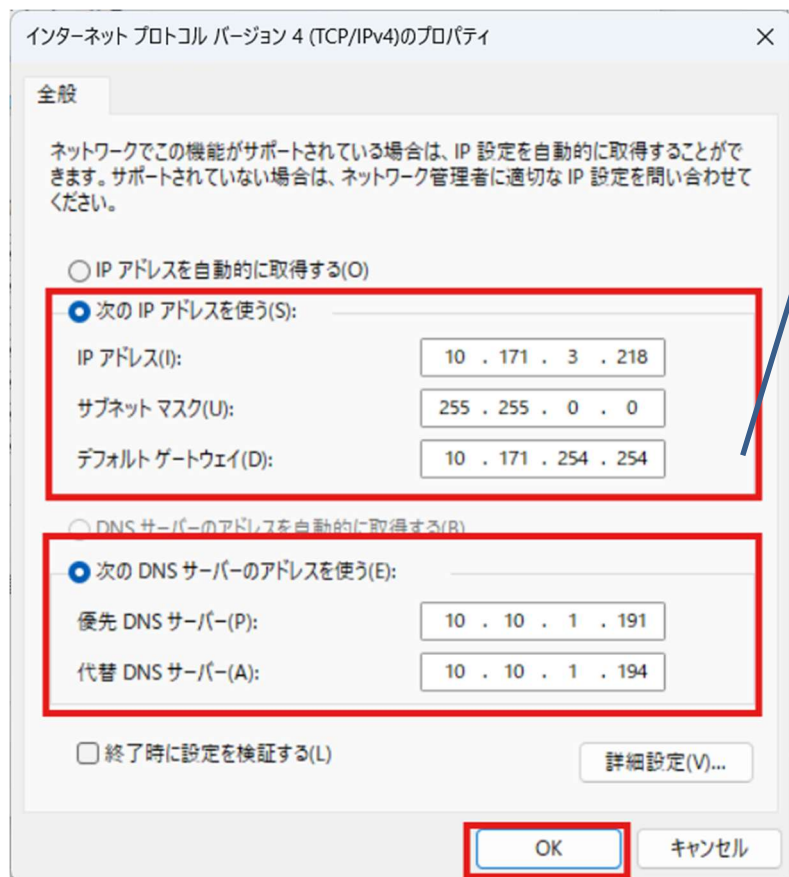 インターネット プロトコル バージョン 4 (TCP/IPv4)のプロパティ
全般
ネットワークでこの機能がサポートされている場合は、IP 設定を自動的に取得することがで
きます。サポートされていない場合は、ネットワーク管理者に適切な IP 設定を問い合わせて
ください。
IP アドレスを自動的に取得する(O)
次の IP アドレスを使う(S):
IP アドレス(I): 10 . 171 . 3 . 218
サブネット マスク(U): 255 . 255 . 0 . 0
デフォルト ゲートウェイ(D): 10 . 171 . 254 . 254
DNS サーバーのアドレスを自動的に取得する(B)
次の DNS サーバーのアドレスを使う(E):
優先 DNS サーバー(P): 10 . 10 . 1 . 191
代替 DNS サーバー(A): 10 . 10 . 1 . 194
終了時に設定を検証する(L)
詳細設定(V)...
OK キャンセル